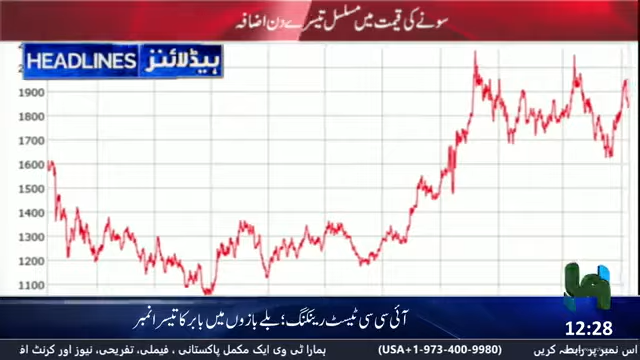 سونے کی قیمت میں مسلسل تیسرے دن اضافہ
HEADLINES ہیڈلائنز
1900
1800
1700
1600
1500
1400
1300
1200
1100
آئی سی سی ٹیسٹ رینکنگ؛ بلے بازوں میں بابر کا تیسرا نمبر
12:28
اس نمبر پر رابطہ کریں (USA+1-973-400-9980) ہمارا ٹی وی ایک مکمل پاکستانی ، فیملی، تفریحی، نیوز اور کرنٹ